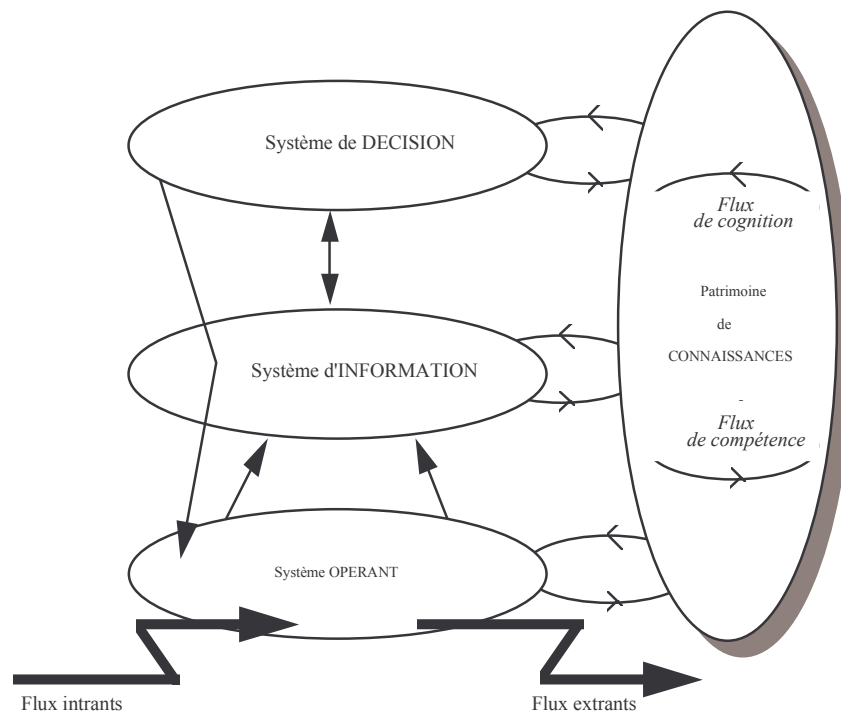 Système de DECISION
Flux
de cognition
Patrimoine
de
CONNAISSANCES
Système d'INFORMATION
-
Flux
de compétence
Système OPERANT
Flux intrants
Flux extrants